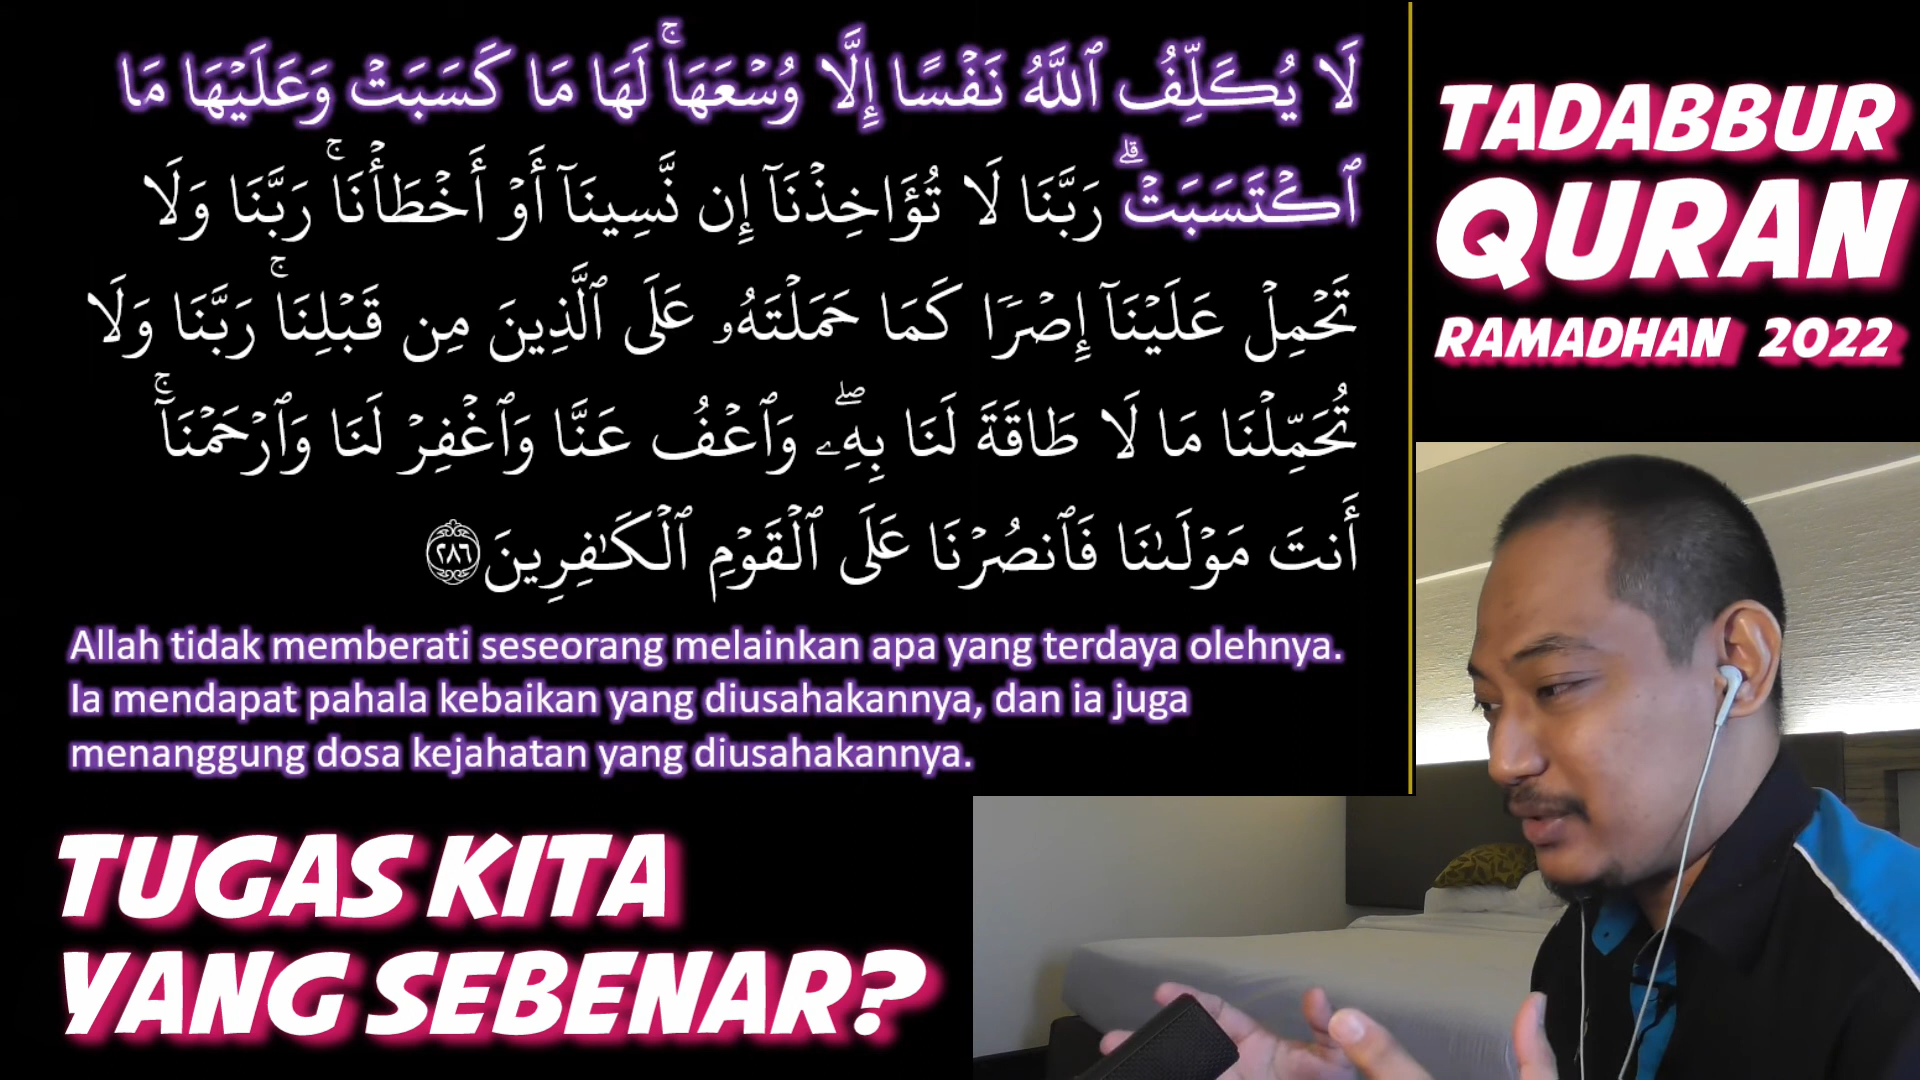 لَا يُكَلِّفُ ٱللَّهُ نَفْسًا إِلَّا وُسْعَهَا ۚ لَهَا مَا كَسَبَتْ وَعَلَيْهَا مَا
ٱكْتَسَبَتْ ۗ رَبَّنَا لَا تُؤَاخِذْنَآ إِن نَّسِينَآ أَوْ أَخْطَأْنَا ۚ رَبَّنَا وَلَا
تَحْمِلْ عَلَيْنَآ إِصْرًا كَمَا حَمَلْتَهُۥ عَلَى ٱلَّذِينَ مِن قَبْلِنَا ۚ رَبَّنَا وَلَا
تُحَمِّلْنَا مَا لَا طَاقَةَ لَنَا بِهِۦ ۖ وَٱعْفُ عَنَّا وَٱغْفِرْ لَنَا وَٱرْحَمْنَآ ۚ
أَنتَ مَوْلَىٰنَا فَٱنصُرْنَا عَلَى ٱلْقَوْمِ ٱلْكَٰفِرِينَ ٢٨٦
Allah tidak memberati seseorang melainkan apa yang terdaya olehnya.
Ia mendapat pahala kebaikan yang diusahakannya, dan ia juga
menanggung dosa kejahatan yang diusahakannya.
TUGAS KITA
YANG SEBENAR?
TADABBUR
QURAN
RAMADHAN 2022